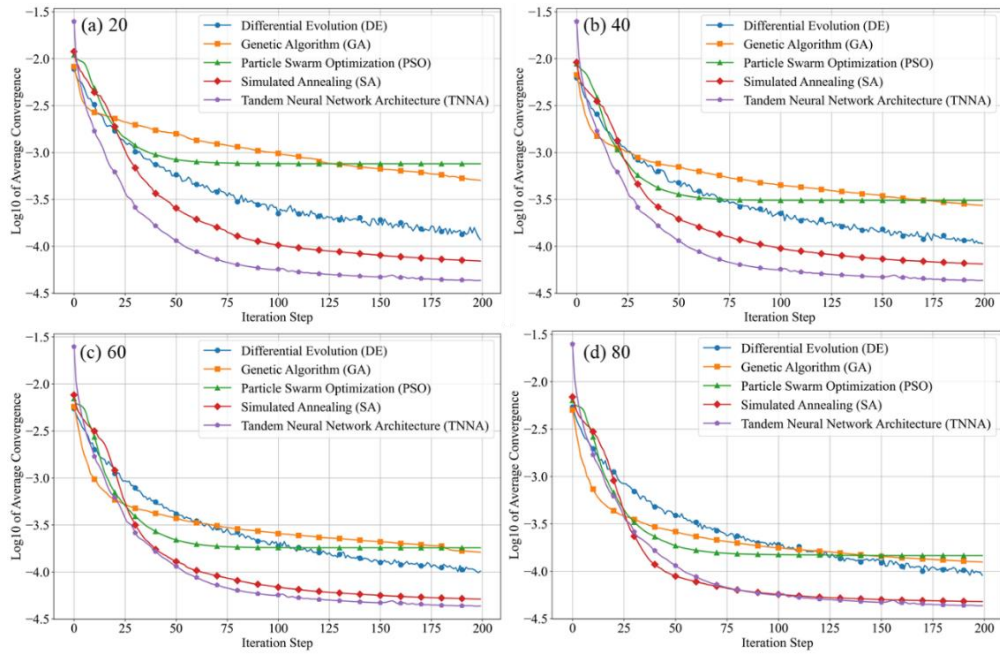 (a) 20
Differential Evolution (DE)
Genetic Algorithm (GA)
Particle Swarm Optimization (PSO)
Simulated Annealing (SA)
Tandem Neural Network Architecture (TNNA)
Log10 of Average Convergence
−1.5
−2.0
−2.5
−3.0
−3.5
−4.0
−4.5
0 25 50 75 100 125 150 175 200
Iteration Step
(b) 40
Differential Evolution (DE)
Genetic Algorithm (GA)
Particle Swarm Optimization (PSO)
Simulated Annealing (SA)
Tandem Neural Network Architecture (TNNA)
Log10 of Average Convergence
−1.5
−2.0
−2.5
−3.0
−3.5
−4.0
−4.5
0 25 50 75 100 125 150 175 200
Iteration Step
(c) 60
Differential Evolution (DE)
Genetic Algorithm (GA)
Particle Swarm Optimization (PSO)
Simulated Annealing (SA)
Tandem Neural Network Architecture (TNNA)
Log10 of Average Convergence
−1.5
−2.0
−2.5
−3.0
−3.5
−4.0
−4.5
0 25 50 75 100 125 150 175 200
Iteration Step
(d) 80
Differential Evolution (DE)
Genetic Algorithm (GA)
Particle Swarm Optimization (PSO)
Simulated Annealing (SA)
Tandem Neural Network Architecture (TNNA)
Log10 of Average Convergence
−1.5
−2.0
−2.5
−3.0
−3.5
−4.0
−4.5
0 25 50 75 100 125 150 175 200
Iteration Step